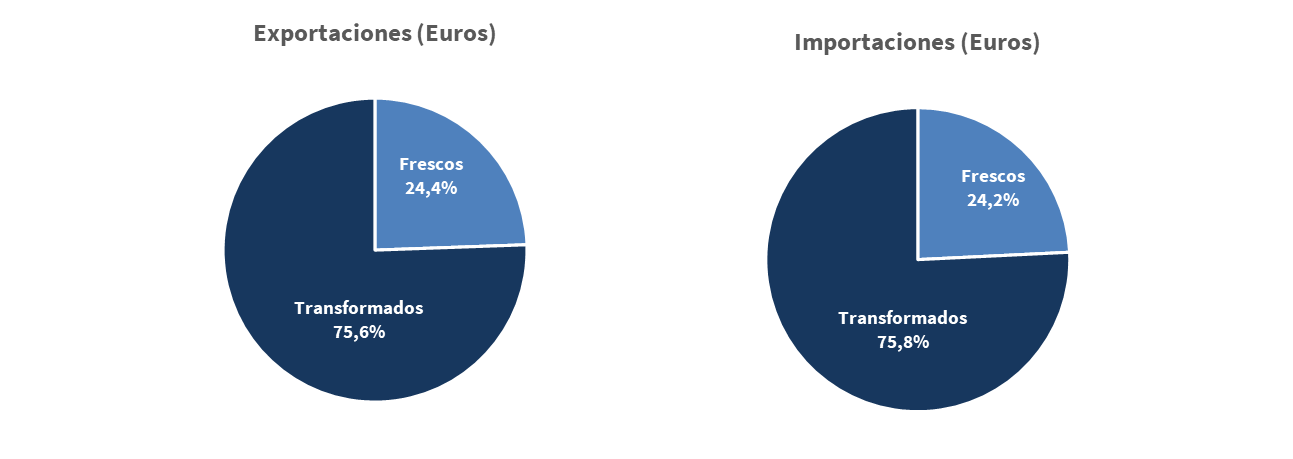 Exportaciones (Euros)
Frescos
24,4%
Transformados
75,6%
Importaciones (Euros)
Frescos
24,2%
Transformados
75,8%